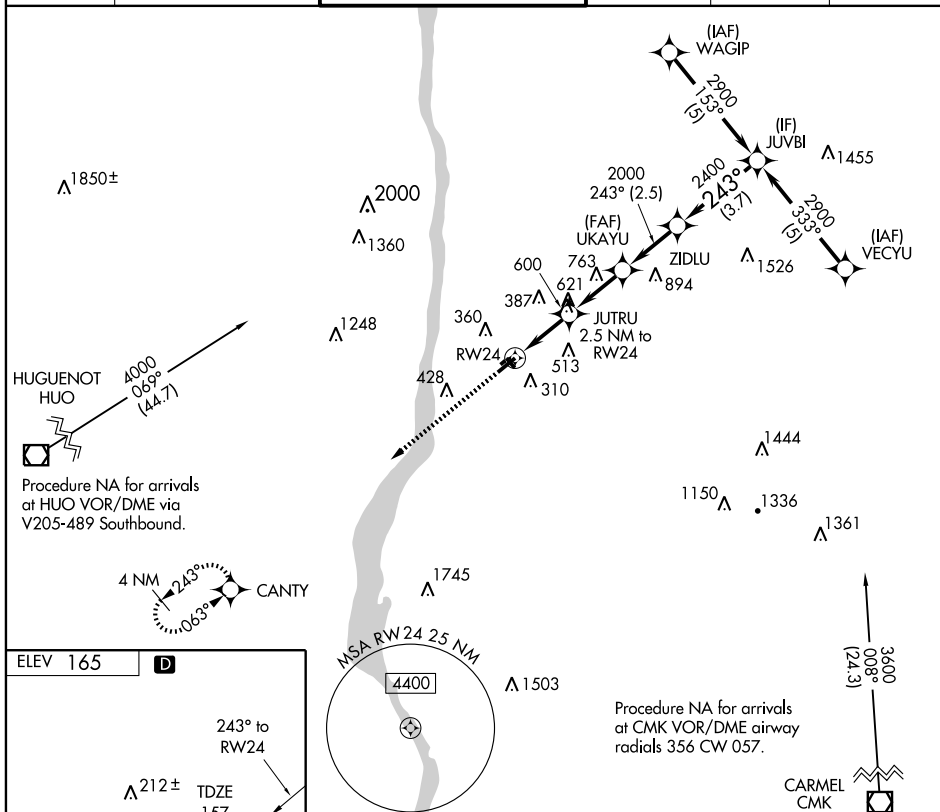 (IAF)
WAGIP
2900
153°
(5)
(IF)
JUVBI
1455
1850±
2000
1360
2000
243° (2.5)
2400
243°
(3.7)
2900
333°
(5)
(IAF)
VECYU
(FAF)
UKAYU
ZIDLU
1526
763
894
600
621
387
JUTRU
2.5 NM to
RW24
360
RW24
513
1248
428
310
4000
069°
(44.7)
HUGUENOT
HUO
Procedure NA for arrivals
at HUO VOR/DME via
V205-489 Southbound.
1444
1150
1336
1361
4 NM
243°
063°
CANTY
1745
MSA RW24 25 NM
4400
1503
3600
008°
(24.3)
Procedure NA for arrivals
at CMK VOR/DME airway
radials 356 CW 057.
CARMEL
CMK
ELEV 165
D
243° to
RW24
212±
TDZE
157